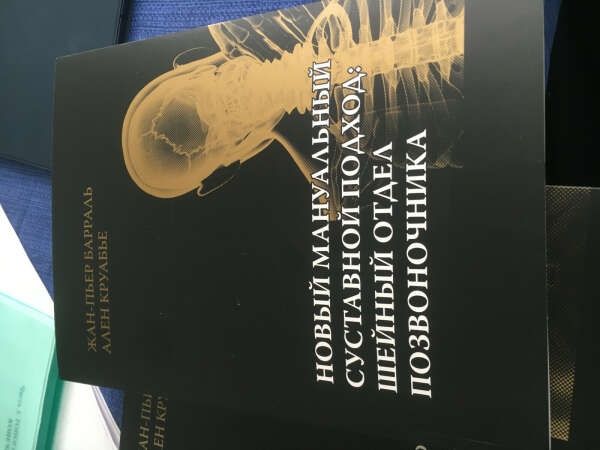 ЖАН-ПЬЕР БАРРАЛЬ
АЛЕН КРУАБЬЕ
НОВЫЙ МАНУАЛЬНЫЙ
СУСТАВНОЙ ПОДХОД:
ШЕЙНЫЙ ОТДЕЛ
ПОЗВОНОЧНИКА